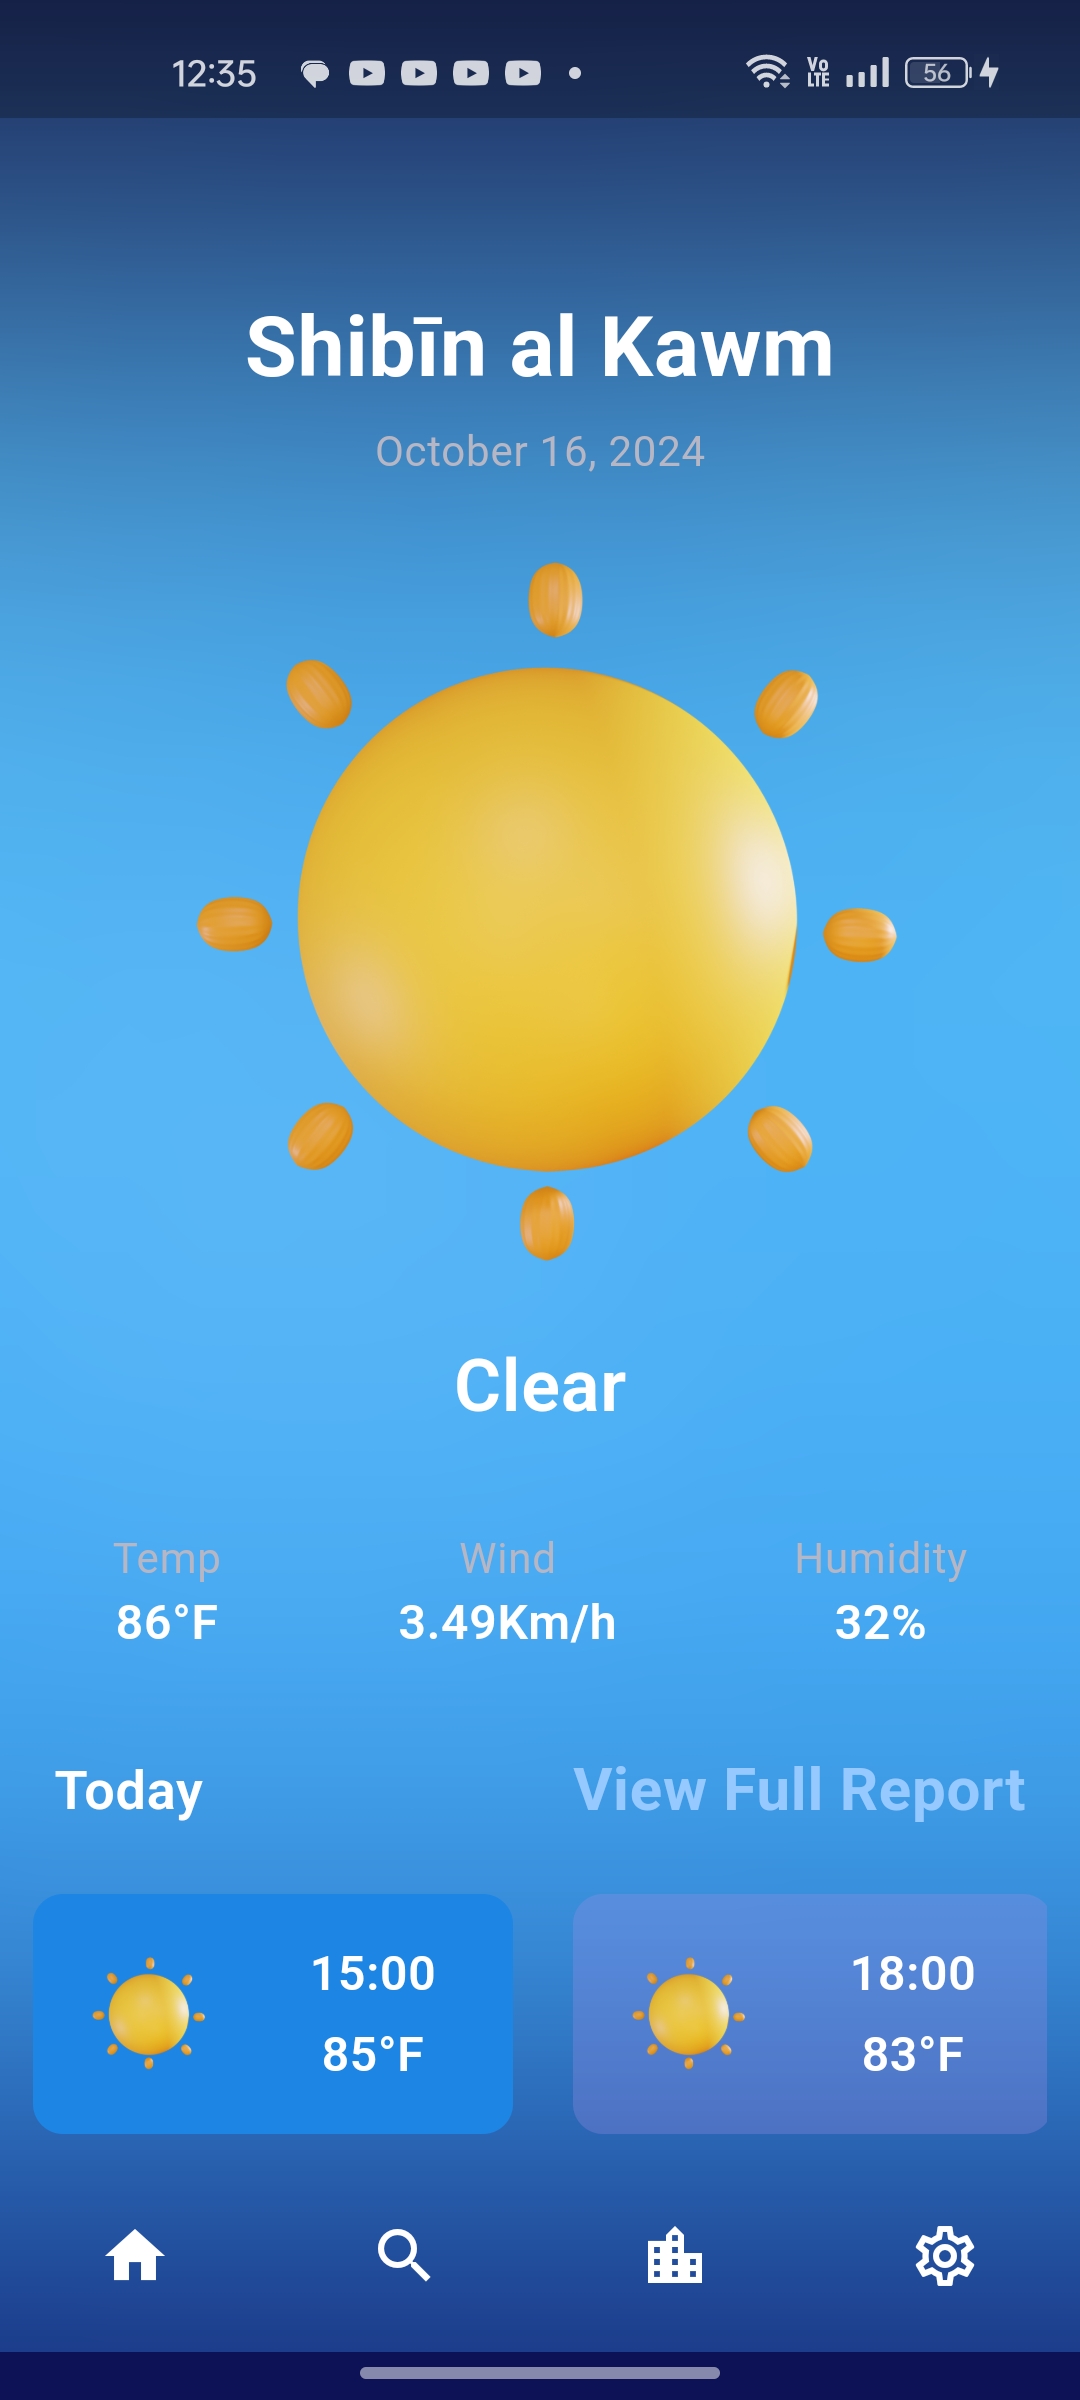 12:35
Vo
LTE
56
Shibīn al Kawm
October 16, 2024
Clear
Temp Wind Humidity
86°F 3.49Km/h 32%
Today View Full Report
15:00 18:00
85°F 83°F